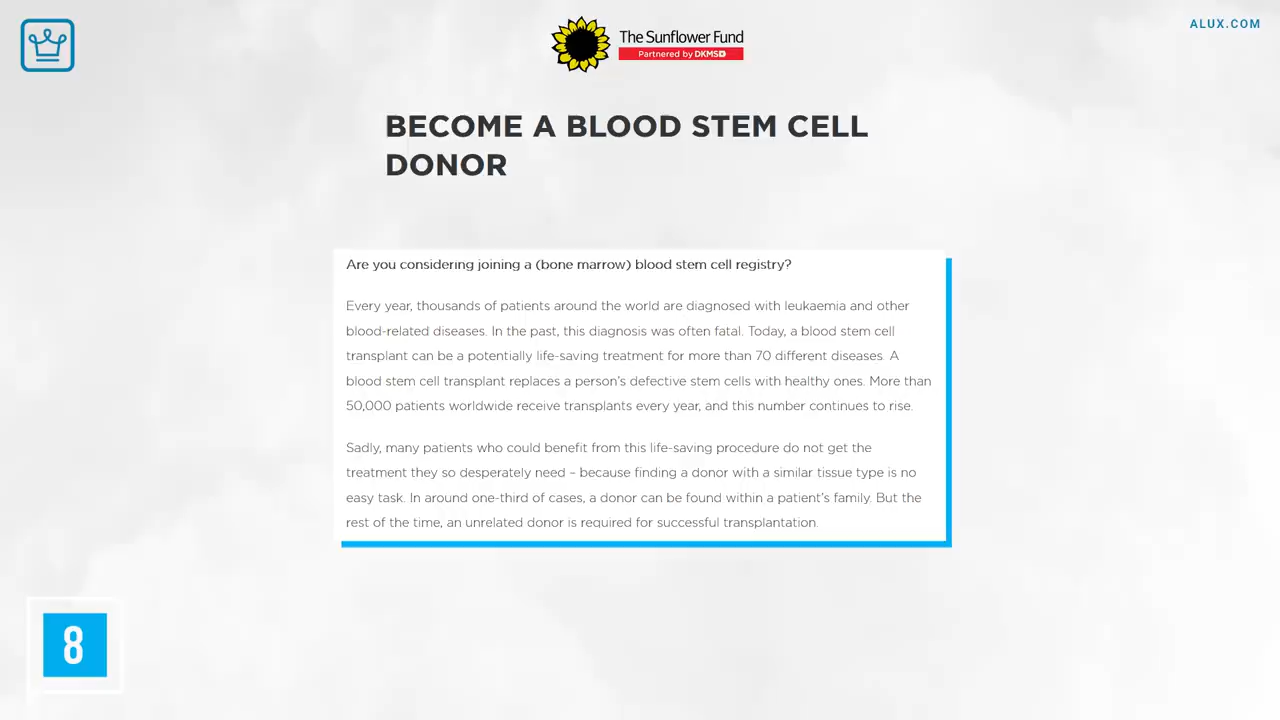 The Sunflower Fund
Partnered by DKMS
ALUX.COM
BECOME A BLOOD STEM CELL
DONOR
Are you considering joining a (bone marrow) blood stem cell registry?
Every year, thousands of patients around the world are diagnosed with leukaemia and other
blood-related diseases. In the past, this diagnosis was often fatal. Today, a blood stem cell
transplant can be a potentially life-saving treatment for more than 70 different diseases. A
blood stem cell transplant replaces a person's defective stem cells with healthy ones. More than
50,000 patients worldwide receive transplants every year, and this number continues to rise.
Sadly, many patients who could benefit from this life-saving procedure do not get the
treatment they so desperately need – because finding a donor with a similar tissue type is no
easy task. In around one-third of cases, a donor can be found within a patient's family. But the
rest of the time, an unrelated donor is required for successful transplantation.
8